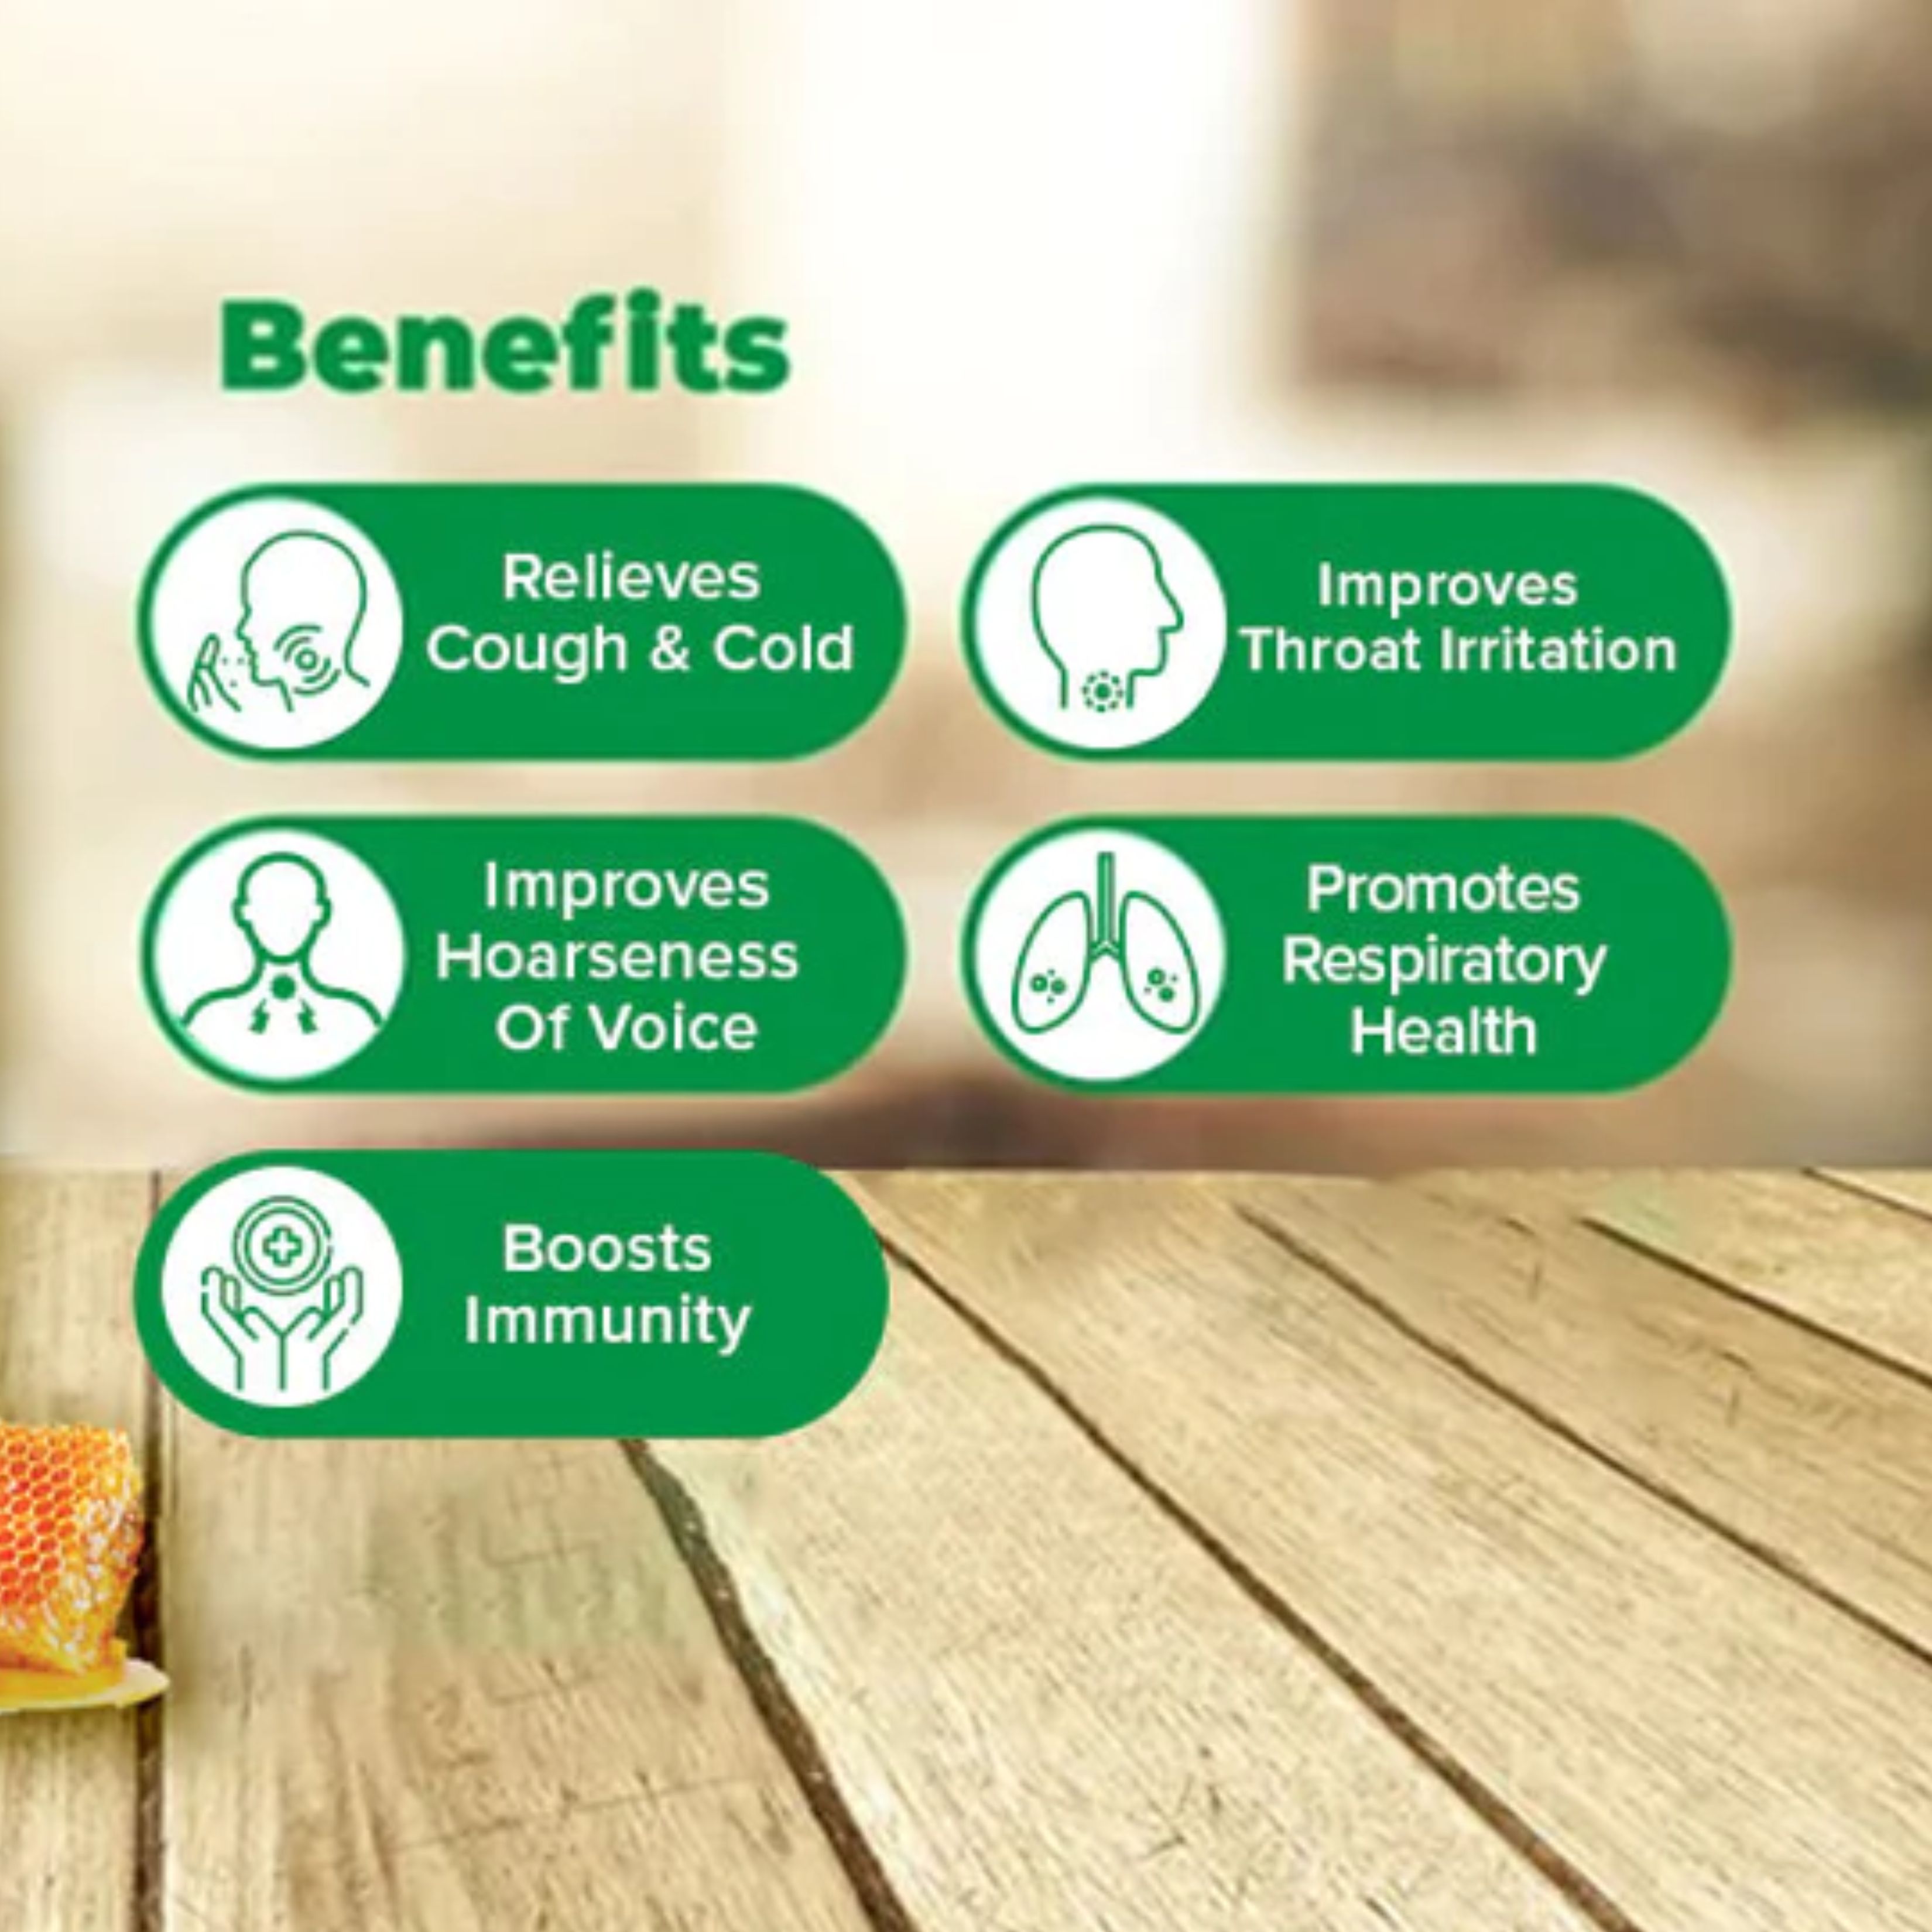 Benefits
Relieves
Cough & Cold
Improves
Throat Irritation
Improves
Hoarseness
Of Voice
Promotes
Respiratory
Health
Boosts
Immunity